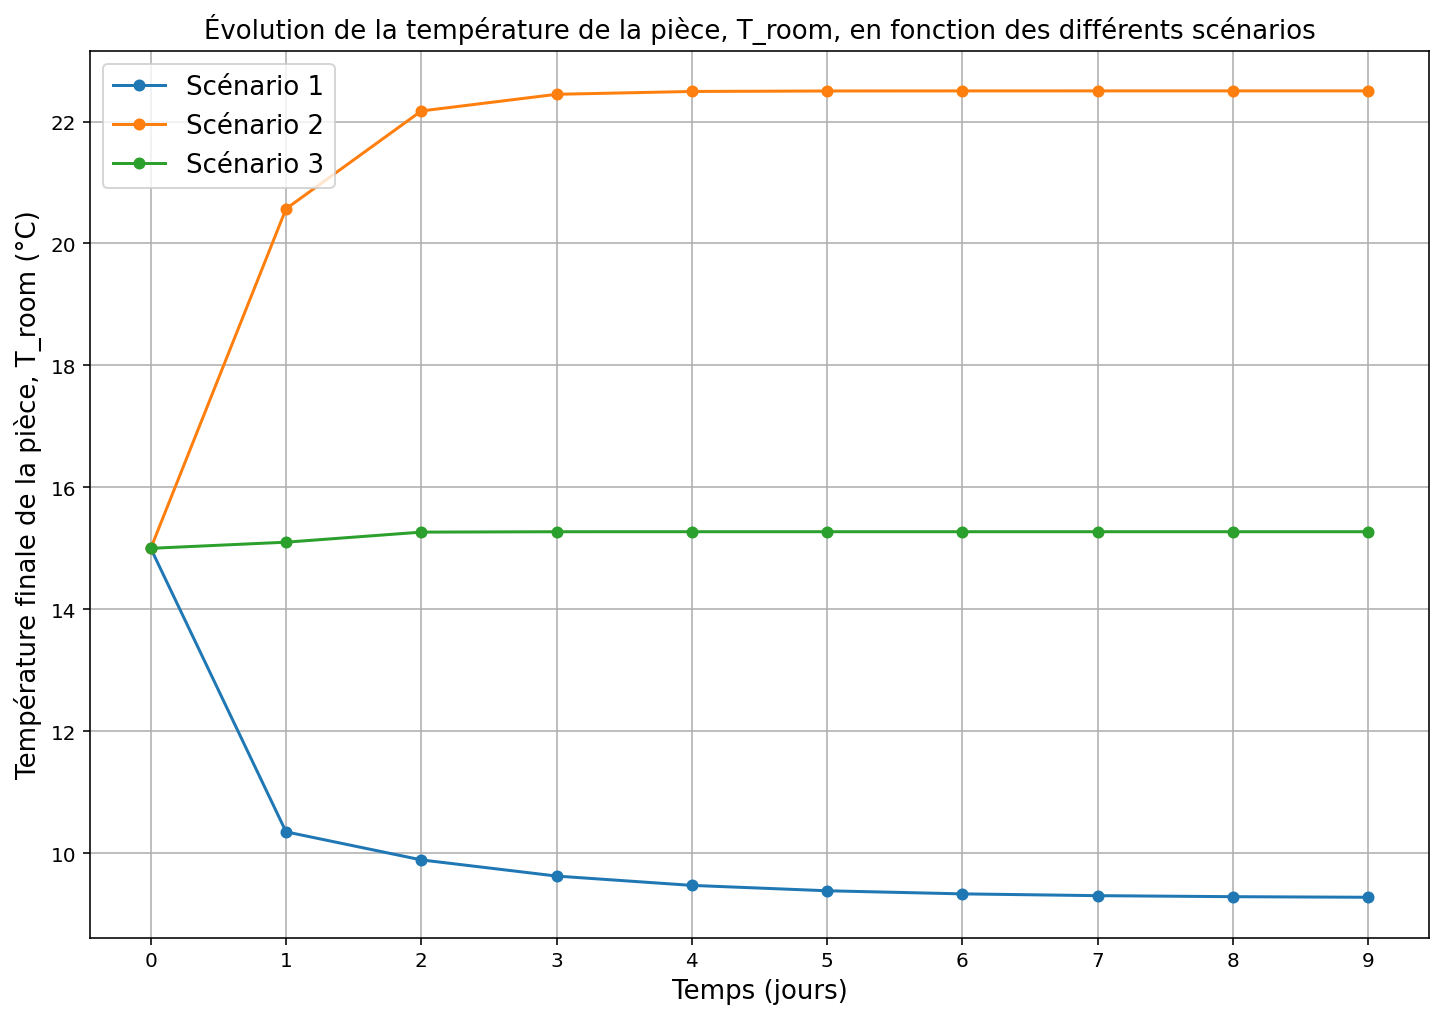 Évolution de la température de la pièce, T_room, en fonction des différents scénarios
Scénario 1
Scénario 2
Scénario 3
Température finale de la pièce, T_room (°C)
22
20
18
16
14
12
10
0 1 2 3 4 5 6 7 8 9
Temps (jours)